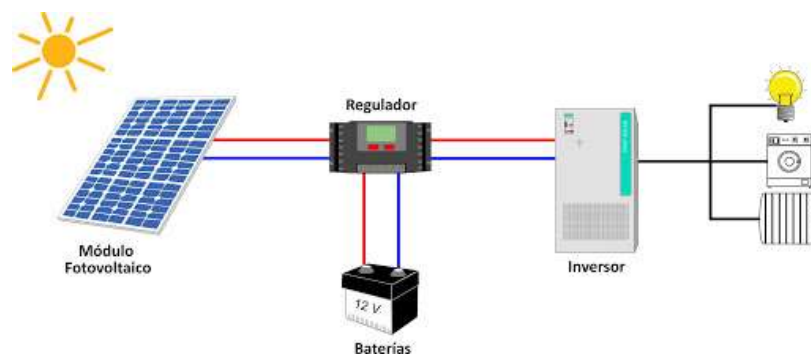 Regulador
Módulo
Fotovoltaico
Inversor
12 V.
Baterías